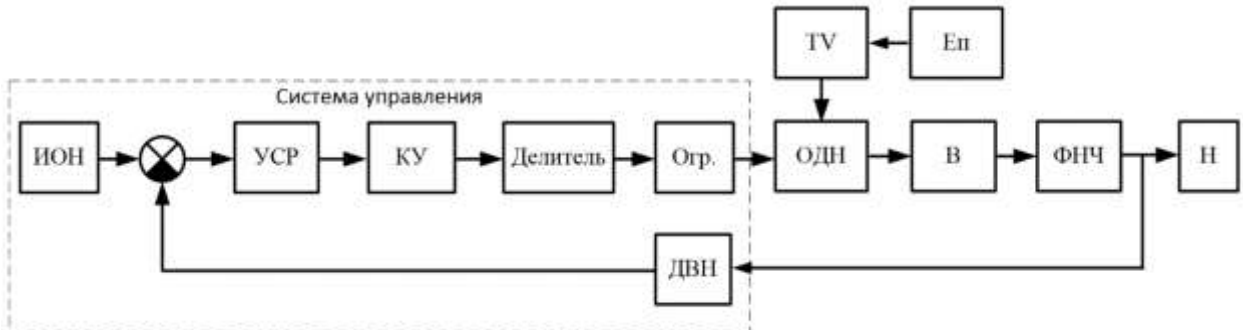 TV
Еп
Система управления
ИОН
УСР
КУ
Делитель
Огр.
ОДН
В
ФНЧ
Н
ДВН